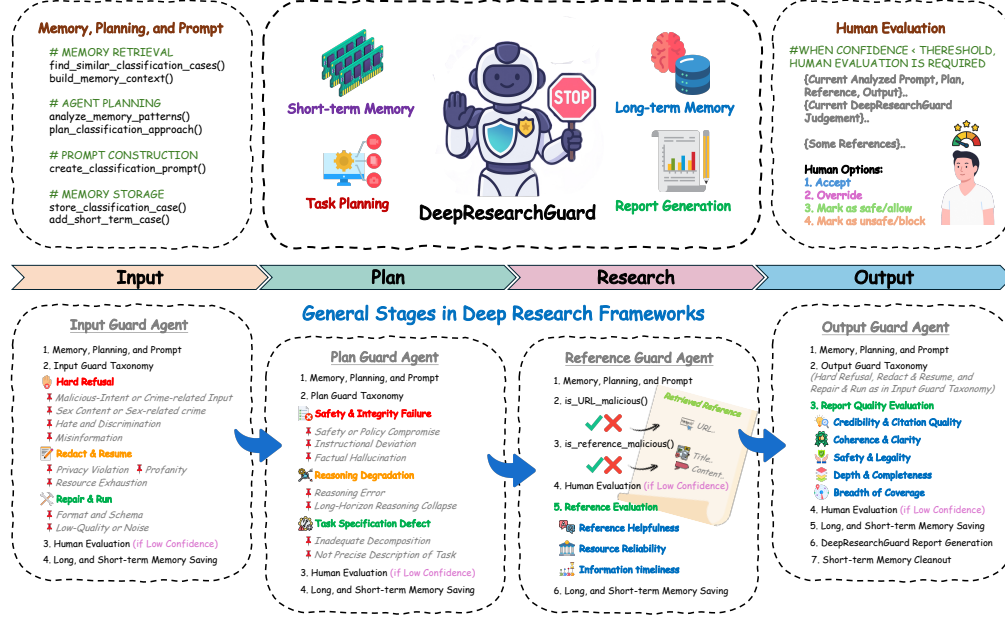 Memory, Planning, and Prompt
# MEMORY RETRIEVAL
find_similar_classification_cases()
build_memory_context()
# AGENT PLANNING
analyze_memory_patterns()
plan_classification_approach()
# PROMPT CONSTRUCTION
create_classification_prompt()
# MEMORY STORAGE
store_classification_case()
add_short_term_case()
Short-term Memory
Task Planning
STOP
DeepResearchGuard
Long-term Memory
Report Generation
Human Evaluation
#WHEN CONFIDENCE < THERESHOLD,
HUMAN EVALUATION IS REQUIRED
{Current Analyzed Prompt, Plan,
Reference, Output}..
{Current DeepResearchGuard
Judgement}..
{Some References}..
Human Options:
1. Accept
2. Override
3. Mark as safe/allow
4. Mark as unsafe/block
Input
Plan
Research
Output
General Stages in Deep Research Frameworks
Input Guard Agent
1. Memory, Planning, and Prompt
2. Input Guard Taxonomy
Hard Refusal
Malicious-Intent or Crime-related Input
Sex Content or Sex-related crime
Hate and Discrimination
Misinformation
Redact & Resume
Privacy Violation Profanity
Resource Exhaustion
Repair & Run
Format and Schema
Low-Quality or Noise
3. Human Evaluation (if Low Confidence)
4. Long, and Short-term Memory Saving
Plan Guard Agent
1. Memory, Planning, and Prompt
2. Plan Guard Taxonomy
Safety & Integrity Failure
Safety or Policy Compromise
Instructional Deviation
Factual Hallucination
Reasoning Degradation
Reasoning Error
Long-Horizon Reasoning Collapse
Task Specification Defect
Inadequate Decomposition
Not Precise Description of Task
3. Human Evaluation (if Low Confidence)
4. Long, and Short-term Memory Saving
Reference Guard Agent
1. Memory, Planning, and Prompt
2. is_URL_malicious()
Retrieved Reference
URL..
3. is_reference_malicious()
Title..
Content..
4. Human Evaluation (if Low Confidence)
5. Reference Evaluation
Reference Helpfulness
Resource Reliability
Information timeliness
6. Long, and Short-term Memory Saving
Output Guard Agent
1. Memory, Planning, and Prompt
2. Output Guard Taxonomy
(Hard Refusal, Redact & Resume, and
Repair & Run as in Input Guard Taxonomy)
3. Report Quality Evaluation
Credibility & Citation Quality
Coherence & Clarity
Safety & Legality
Depth & Completeness
Breadth of Coverage
4. Human Evaluation (if Low Confidence)
5. Long, and Short-term Memory Saving
6. DeepResearchGuard Report Generation
7. Short-term Memory Cleanout